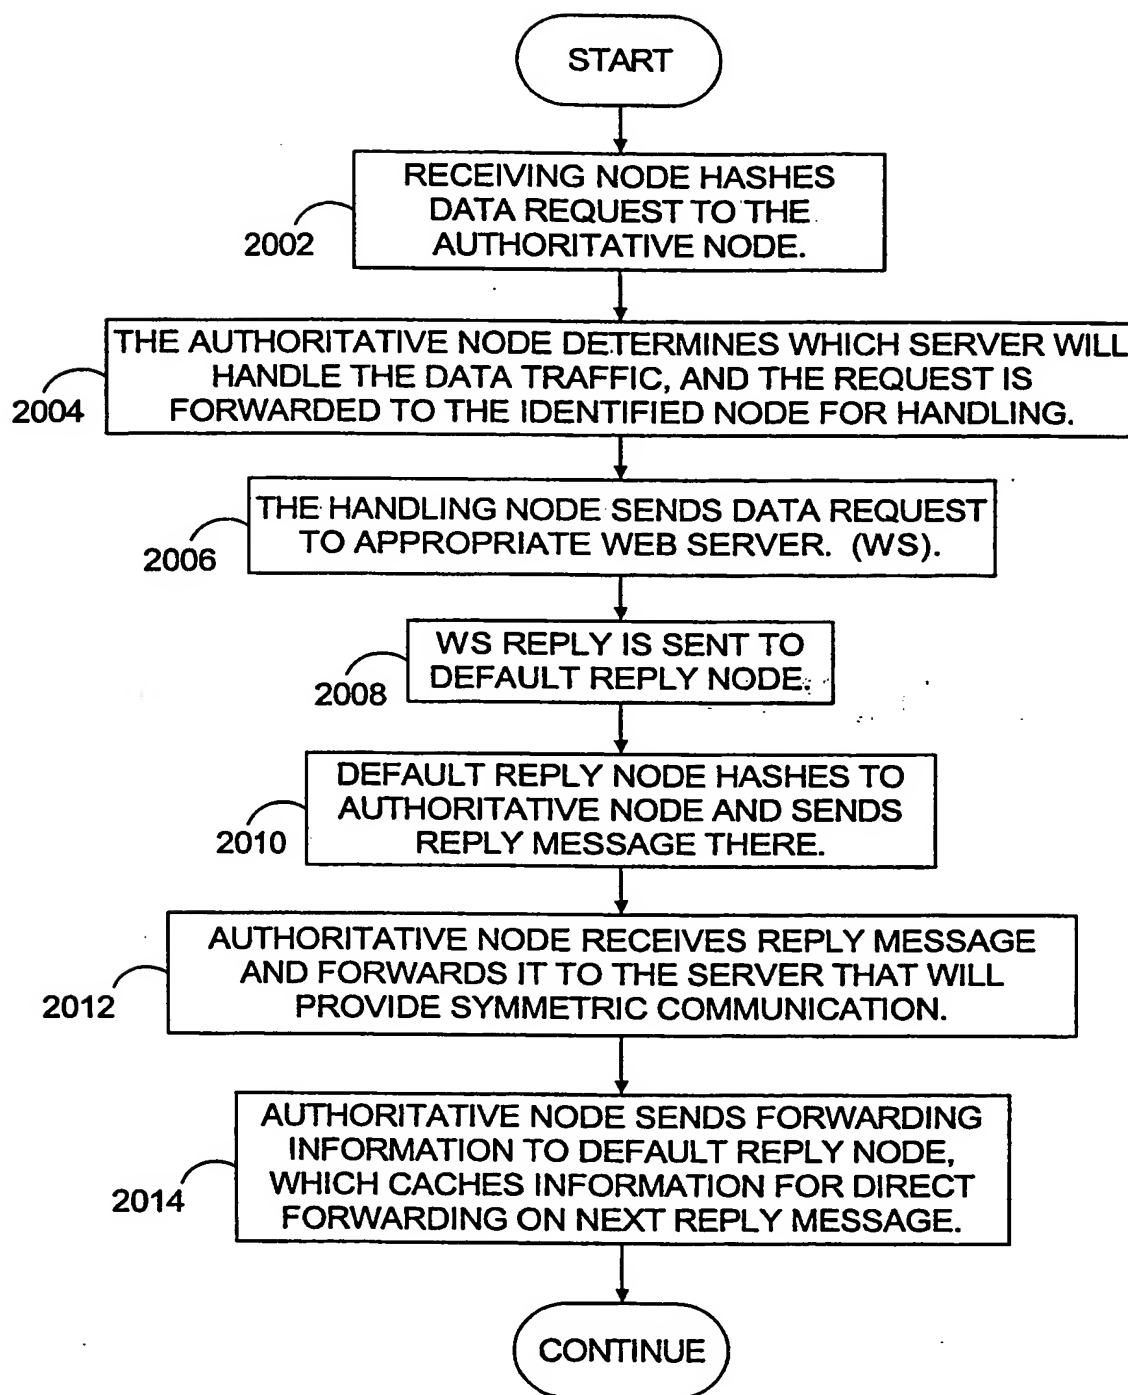 START
RECEIVING NODE HASHES
DATA REQUEST TO THE
AUTHORITATIVE NODE.
2002
THE AUTHORITATIVE NODE DETERMINES WHICH SERVER WILL
HANDLE THE DATA TRAFFIC, AND THE REQUEST IS
FORWARDED TO THE IDENTIFIED NODE FOR HANDLING.
2004
THE HANDLING NODE SENDS DATA REQUEST
TO APPROPRIATE WEB SERVER. (WS).
2006
WS REPLY IS SENT TO
DEFAULT REPLY NODE.
2008
DEFAULT REPLY NODE HASHES TO
AUTHORITATIVE NODE AND SENDS
REPLY MESSAGE THERE.
2010
AUTHORITATIVE NODE RECEIVES REPLY MESSAGE
AND FORWARDS IT TO THE SERVER THAT WILL
PROVIDE SYMMETRIC COMMUNICATION.
2012
AUTHORITATIVE NODE SENDS FORWARDING
INFORMATION TO DEFAULT REPLY NODE,
WHICH CACHES INFORMATION FOR DIRECT
FORWARDING ON NEXT REPLY MESSAGE.
2014
CONTINUE